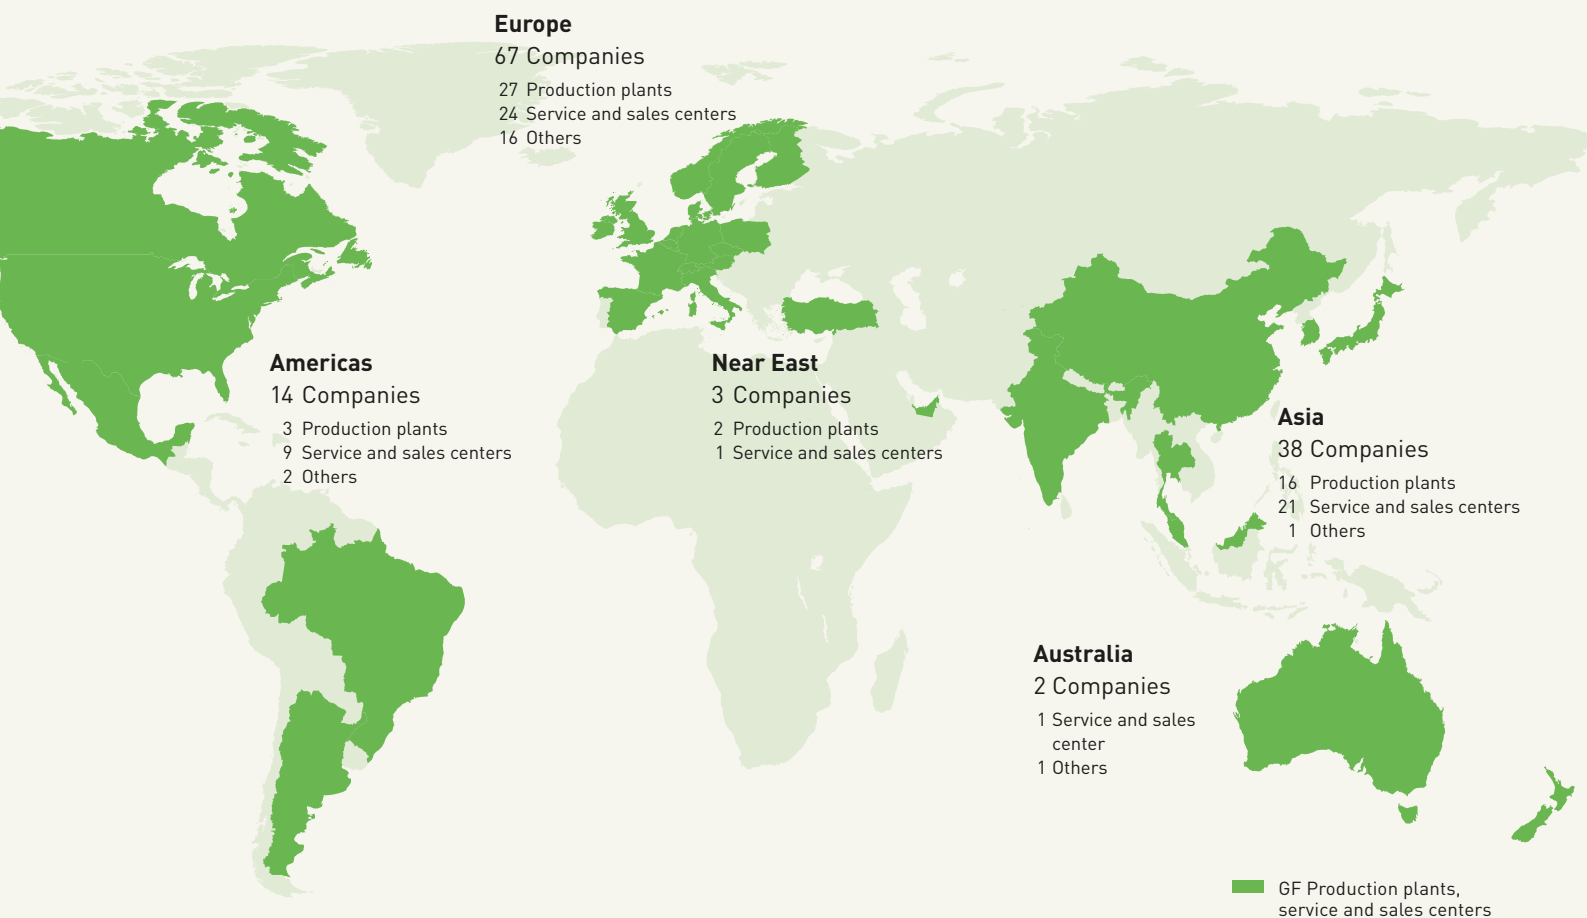 Europe
67 Companies
27 Production plants
24 Service and sales centers
16 Others
Americas
14 Companies
3 Production plants
9 Service and sales centers
2 Others
Near East
3 Companies
2 Production plants
1 Service and sales centers
Asia
38 Companies
16 Production plants
21 Service and sales centers
1 Others
Australia
2 Companies
1 Service and sales
center
1 Others
GF Production plants,
service and sales centers